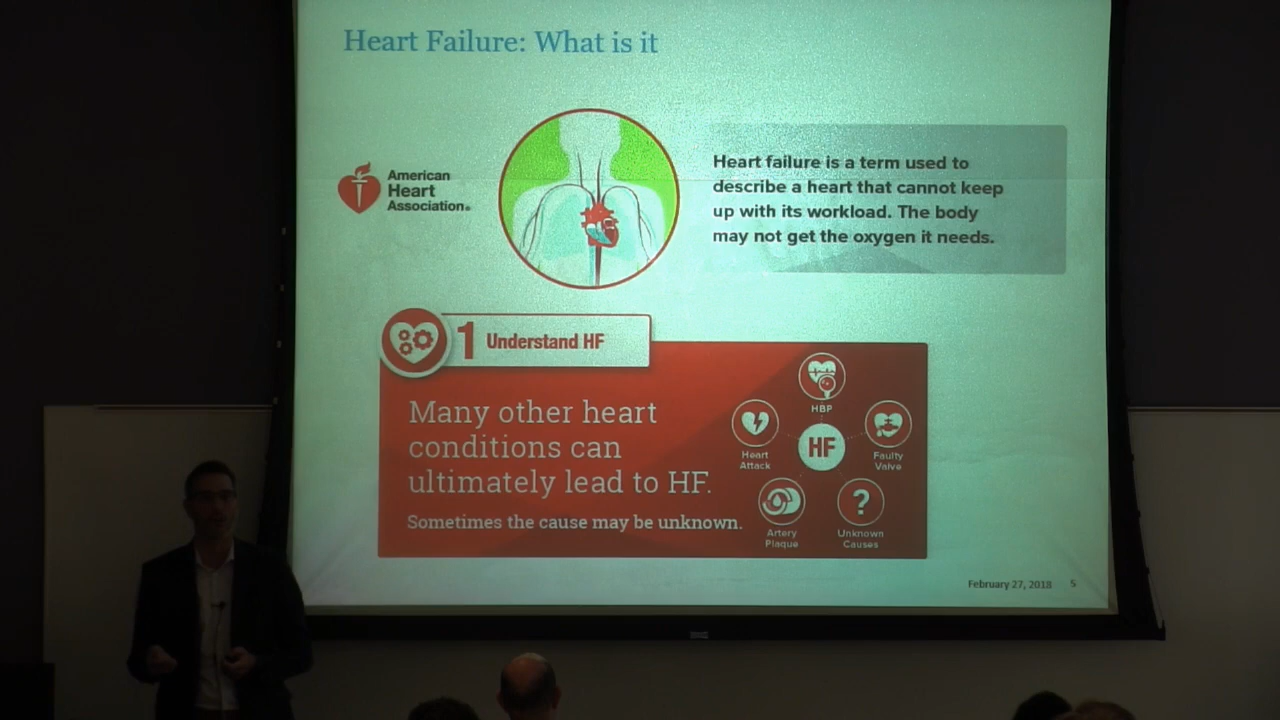 Heart Failure: What is it
American
Heart
Association®
Heart failure is a term used to
describe a heart that cannot keep
up with its workload. The body
may not get the oxygen it needs.
1 Understand HF
Many other heart
conditions can
ultimately lead to HF.
Sometimes the cause may be unknown.
HBP
Heart
Attack
HF
Faulty
Valve
Artery
Plaque
?
Unknown
Causes
February 27, 2018 5